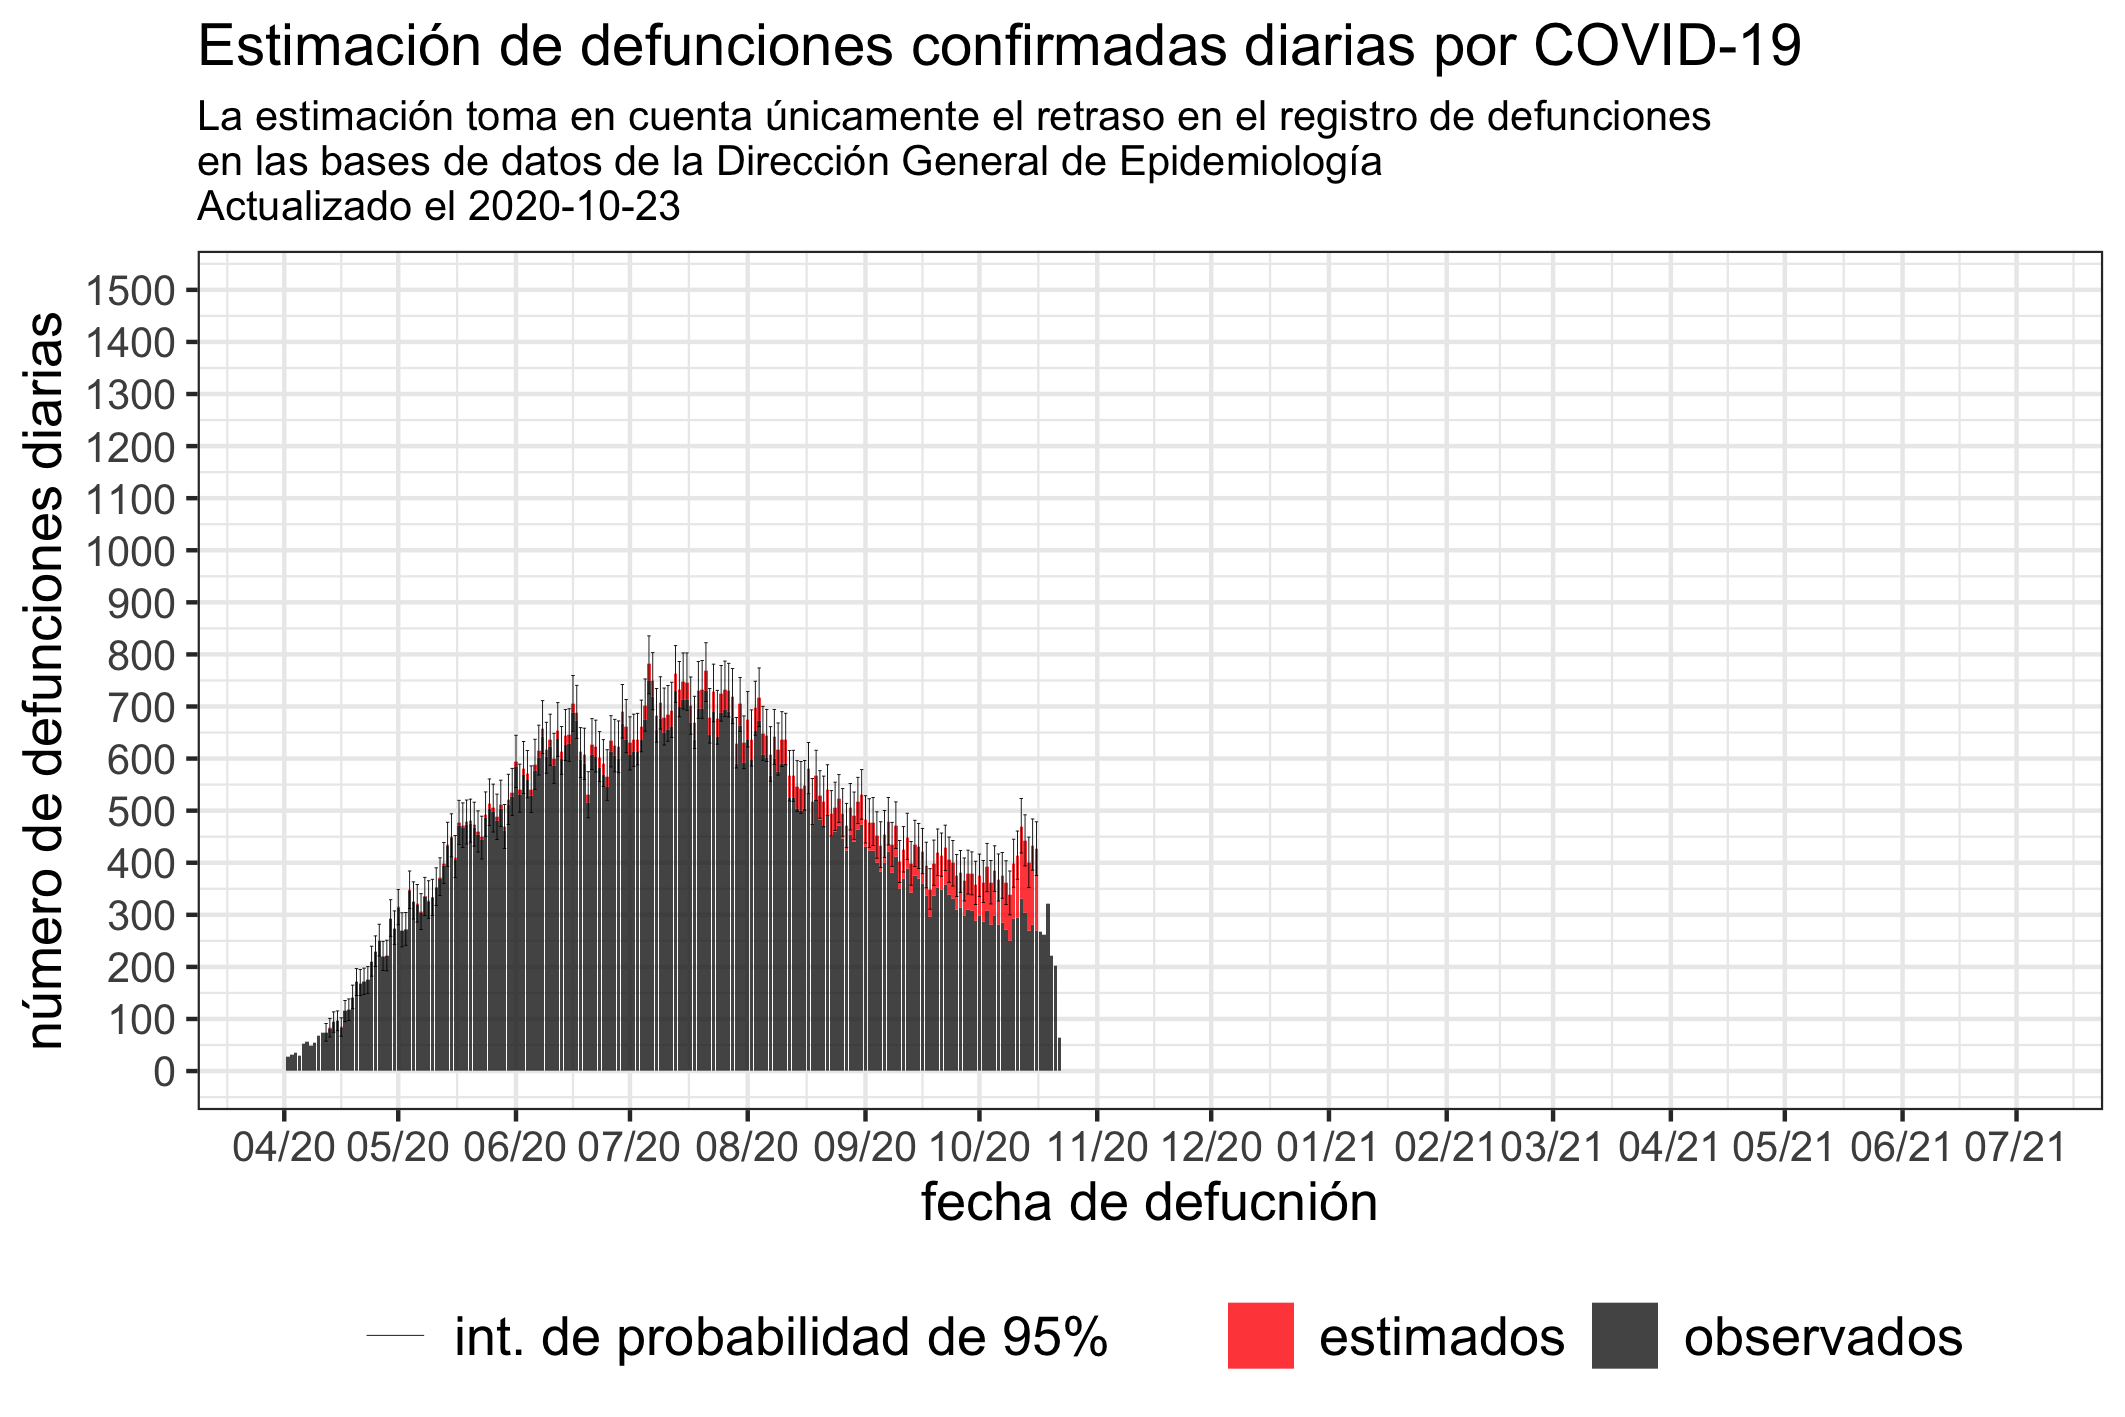 Estimación de defunciones confirmadas diarias por COVID-19
La estimación toma en cuenta únicamente el retraso en el registro de defunciones
en las bases de datos de la Dirección General de Epidemiología
Actualizado el 2020-10-23
número de defunciones diarias
1500
1400
1300
1200
1100
1000
900
800
700
600
500
400
300
200
100
0
04/20 05/20 06/20 07/20 08/20 09/20 10/20 11/20 12/20 01/21 02/21 03/21 04/21 05/21 06/21 07/21
fecha de defucnión
int. de probabilidad de 95% estimados observados